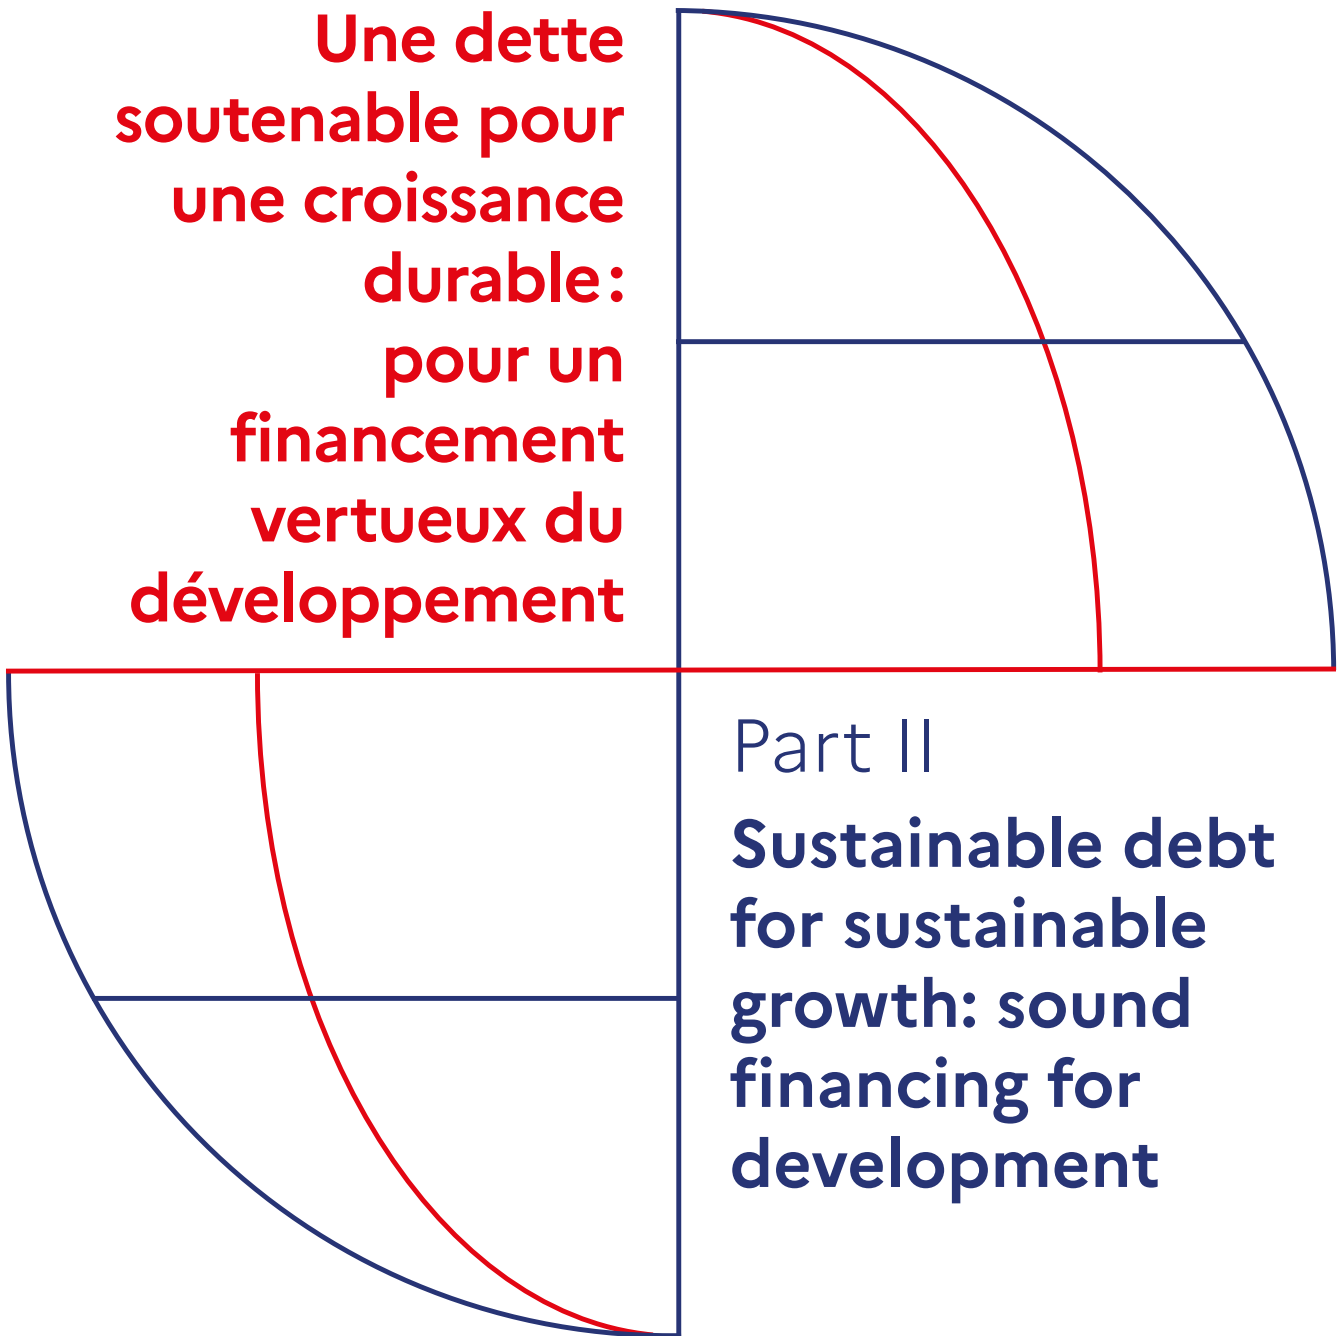 Une dette
soutenable pour
une croissance
durable :
pour un
financement
vertueux du
développement
Part II
Sustainable debt
for sustainable
growth: sound
financing for
development